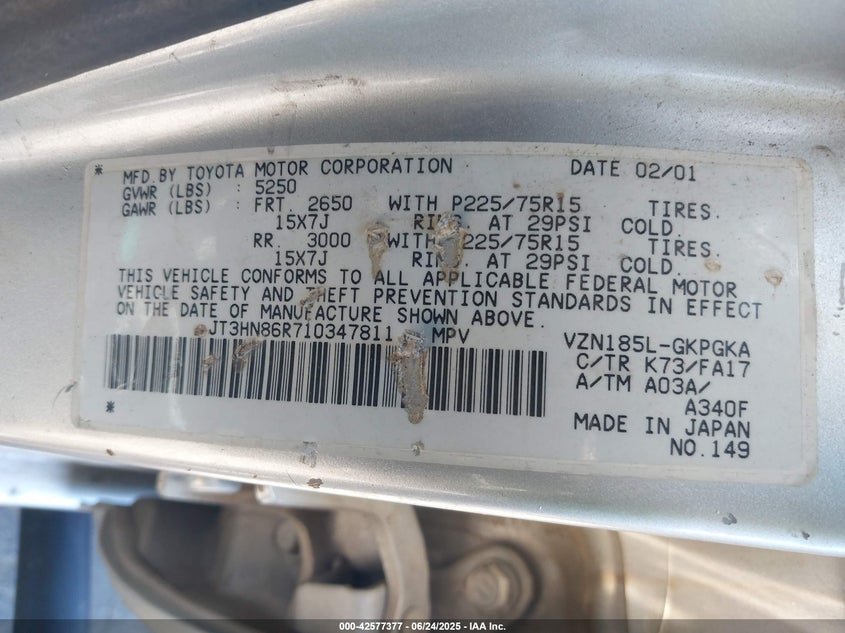 * MFD. BY TOYOTA MOTOR CORPORATION DATE 02/01
GVWR (LBS) : 5250
GAWR (LBS) : FRT. 2650 WITH P225/75R15 TIRES.
15X7J AT 29PSI COLD.
RR. 3000 WITH P225/75R15 TIRES.
15X7J AT 29PSI COLD.
THIS VEHICLE CONFORMS TO ALL APPLICABLE FEDERAL MOTOR
VEHICLE SAFETY AND THEFT PREVENTION STANDARDS IN EFFECT
ON THE DATE OF MANUFACTURE SHOWN ABOVE.
JT3HN86R710347811 MPV VZN185L-GKPGKA
C/TR K73/FA17
A/TM A03A/
* A340F
MADE IN JAPAN
NO.149
000-42577377 - 06/24/2025 - IAA Inc.